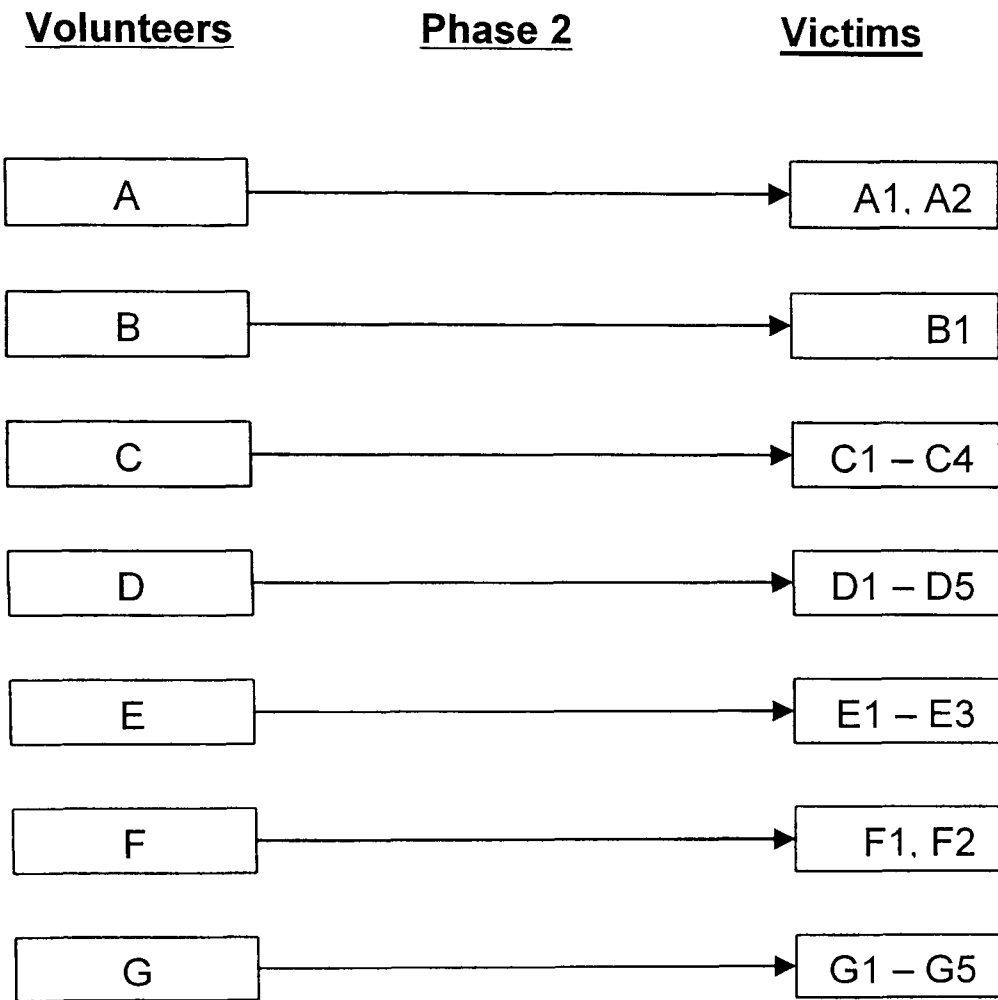 Volunteers Phase 2 Victims
A A1, A2
B B1
C C1 – C4
D D1 – D5
E E1 – E3
F F1, F2
G G1 – G5